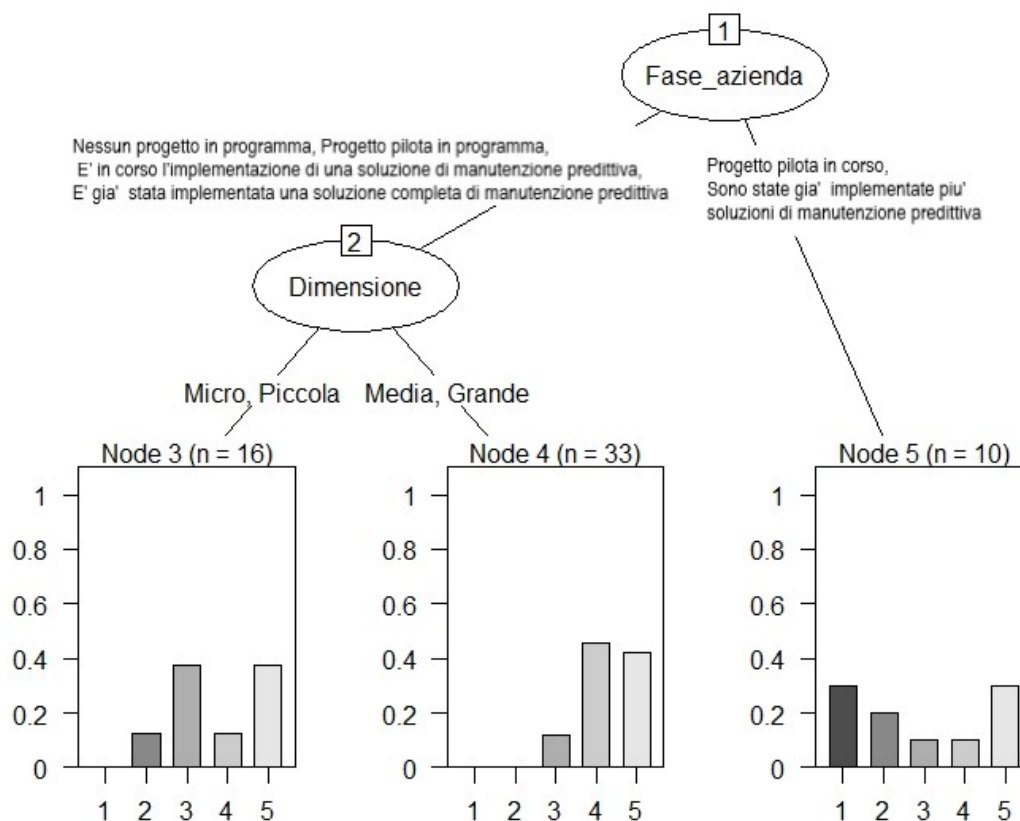 1
Fase_azienda
Nessun progetto in programma, Progetto pilota in programma,
E' in corso l'implementazione di una soluzione di manutenzione predittiva,
E' gia' stata implementata una soluzione completa di manutenzione predittiva
Progetto pilota in corso,
Sono state gia' implementate piu'
soluzioni di manutenzione predittiva
2
Dimensione
Micro, Piccola
Media, Grande
Node 3 (n = 16)
1
0.8
0.6
0.4
0.2
0
1 2 3 4 5
Node 4 (n = 33)
1
0.8
0.6
0.4
0.2
0
1 2 3 4 5
Node 5 (n = 10)
1
0.8
0.6
0.4
0.2
0
1 2 3 4 5